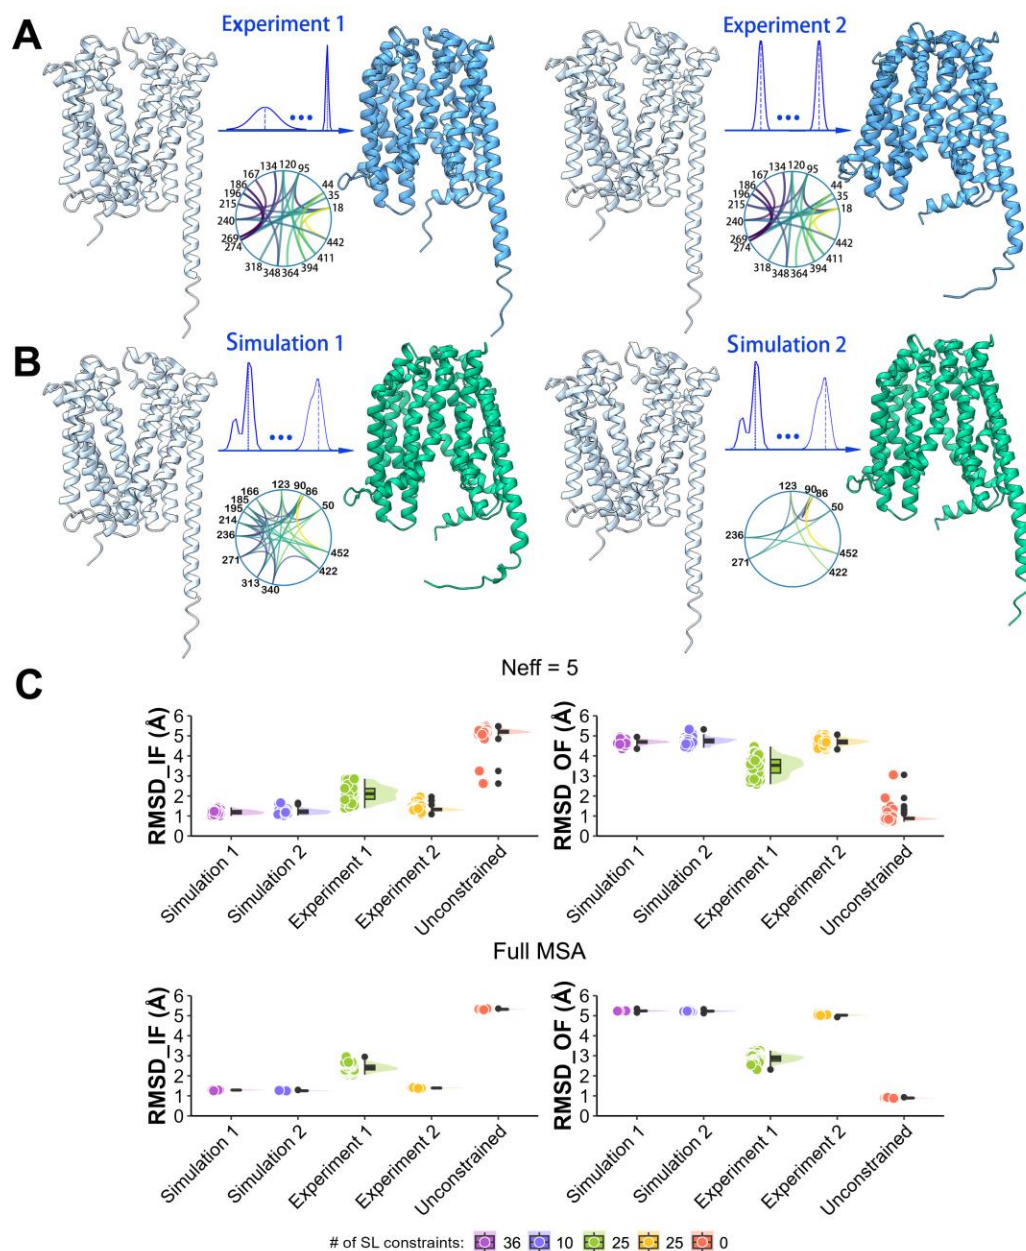 A
Experiment 1
134 120
167
95
186
44
196
35
215
18
240
442
269
274
411
318
394
348 364
Experiment 2
134 120
167
95
186
44
196
35
215
18
240
442
269
274
411
318
394
348 364
B
Simulation 1
123 90
166
86
185
50
195
214
236
452
271
422
313
340
Simulation 2
123 90
86
50
236
452
271
422
C
Neff = 5
RMSD_IF (Å)
6
5
4
3
2
1
0
Simulation 1
Simulation 2
Experiment 1
Experiment 2
Unconstrained
RMSD_OF (Å)
6
5
4
3
2
1
0
Simulation 1
Simulation 2
Experiment 1
Experiment 2
Unconstrained
Full MSA
RMSD_IF (Å)
6
5
4
3
2
1
0
Simulation 1
Simulation 2
Experiment 1
Experiment 2
Unconstrained
RMSD_OF (Å)
6
5
4
3
2
1
0
Simulation 1
Simulation 2
Experiment 1
Experiment 2
Unconstrained
# of SL constraints: 36 10 25 25 0